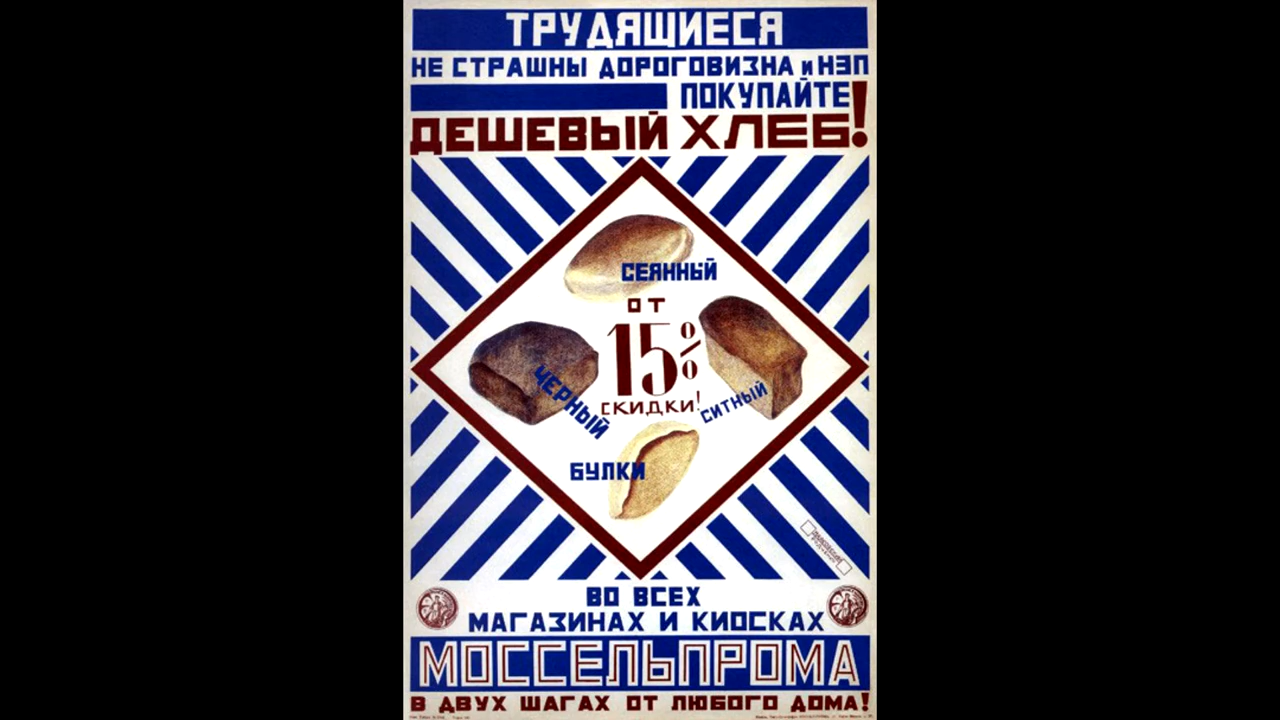 ТРУДЯЩИЕСЯ
НЕ СТРАШНЫ ДОРОГОВИЗНА И НЭП
ПОКУПАЙТЕ
ДЕШЕВЫЙ ХЛЕБ!
СЕЯННЫЙ
ОТ
15%
СКИДКИ!
ЧЕРНЫЙ
СИТНЫЙ
БУЛКИ
ВО ВСЕХ
МАГАЗИНАХ И КИОСКАХ
МОССЕЛЬПРОМА
В ДВУХ ШАГАХ ОТ ЛЮБОГО ДОМА!